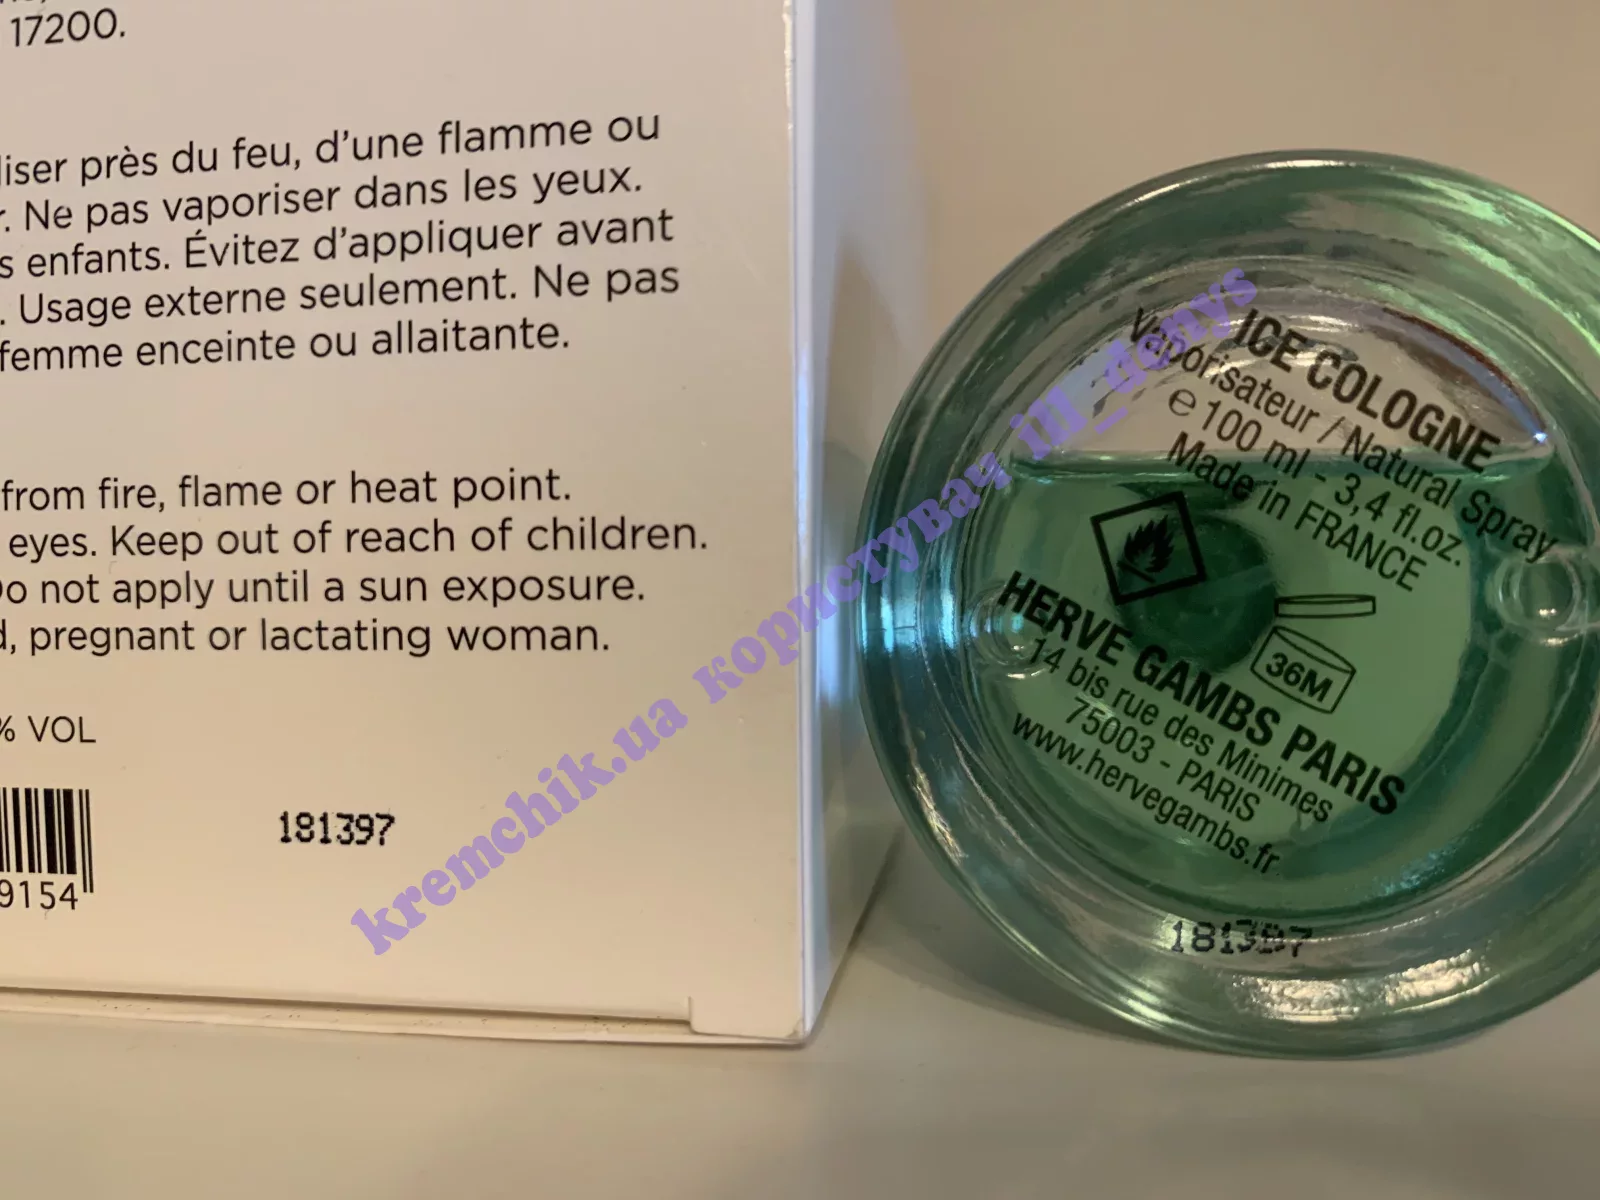 17200.
liser près du feu, d'une flamme ou
r. Ne pas vaporiser dans les yeux.
s enfants. Évitez d'appliquer avant
. Usage externe seulement. Ne pas
femme enceinte ou allaitante.
from fire, flame or heat point.
eyes. Keep out of reach of children.
Do not apply until a sun exposure.
d, pregnant or lactating woman.
% VOL
9154
181397
ICE COLOGNE
Vaporisateur / Natural Spray
℮ 100 ml - 3,4 fl.oz.
Made in FRANCE
36M
HERVE GAMBS PARIS
14 bis rue des Minimes
75003 - PARIS
www.hervegambs.fr
181397
kremchik.ua користувач in_denys